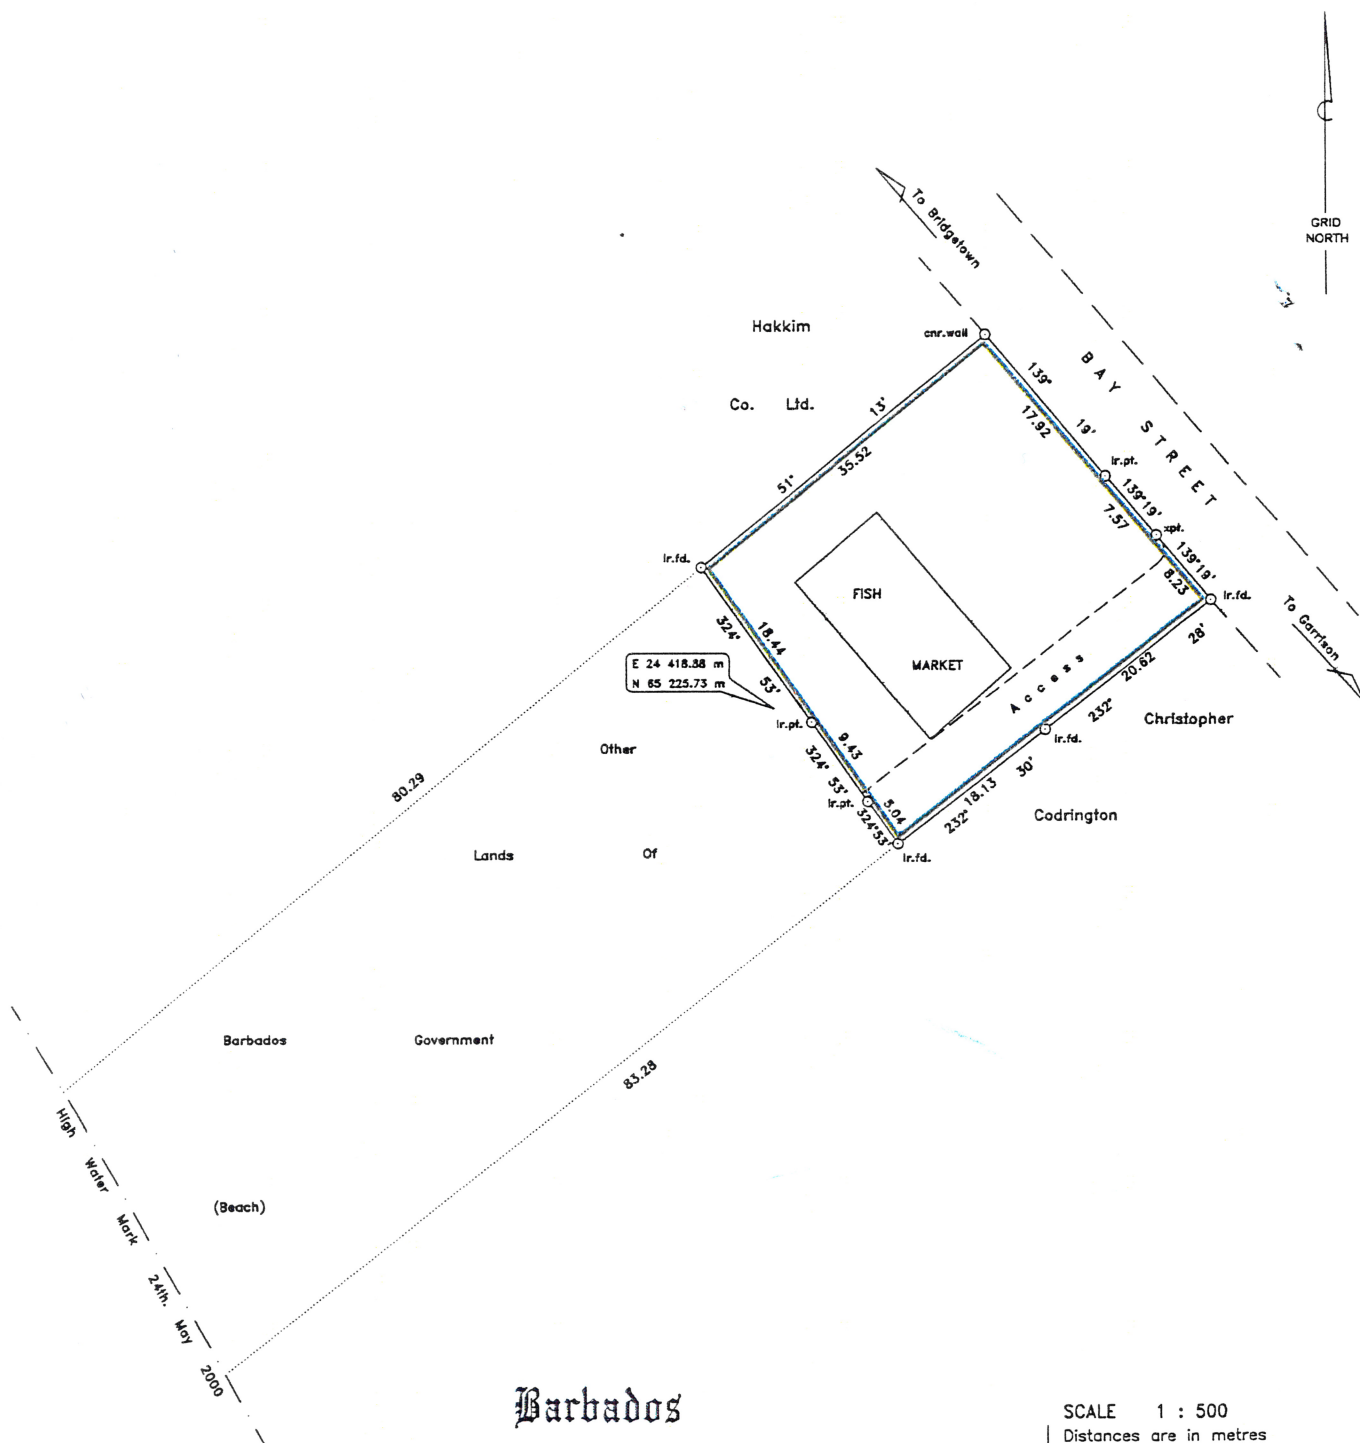 GRID
NORTH
To Bridgetown
BAY STREET
To Garrison
Hakkim
Co. Ltd.
cnr.wall
139° 19'
17.92
Ir.pt.
139°19'
7.57
xpt.
139°19'
8.23
Ir.fd.
51° 13'
35.52
Ir.fd.
FISH
MARKET
Access
324° 53'
18.44
E 24 418.38 m
N 65 225.73 m
Ir.pt.
9.43
324° 53'
Ir.pt.
5.04
324°53'
Ir.fd.
232° 28'
20.62
Ir.fd.
232° 30'
18.13
Christopher
Codrington
Other
Lands Of
Barbados Government
(Beach)
80.29
83.28
High Water Mark 24th. May 2000
Barbados
SCALE 1 : 500
Distances are in metres